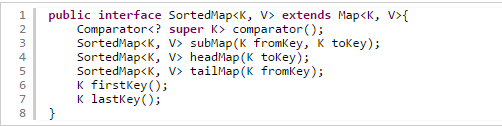 1 public interface SortedMap<K, V> extends Map<K, V>{
2     Comparator<? super K> comparator();
3     SortedMap<K, V> subMap(K fromKey, K toKey);
4     SortedMap<K, V> headMap(K toKey);
5     SortedMap<K, V> tailMap(K fromKey);
6     K firstKey();
7     K lastKey();
8 }